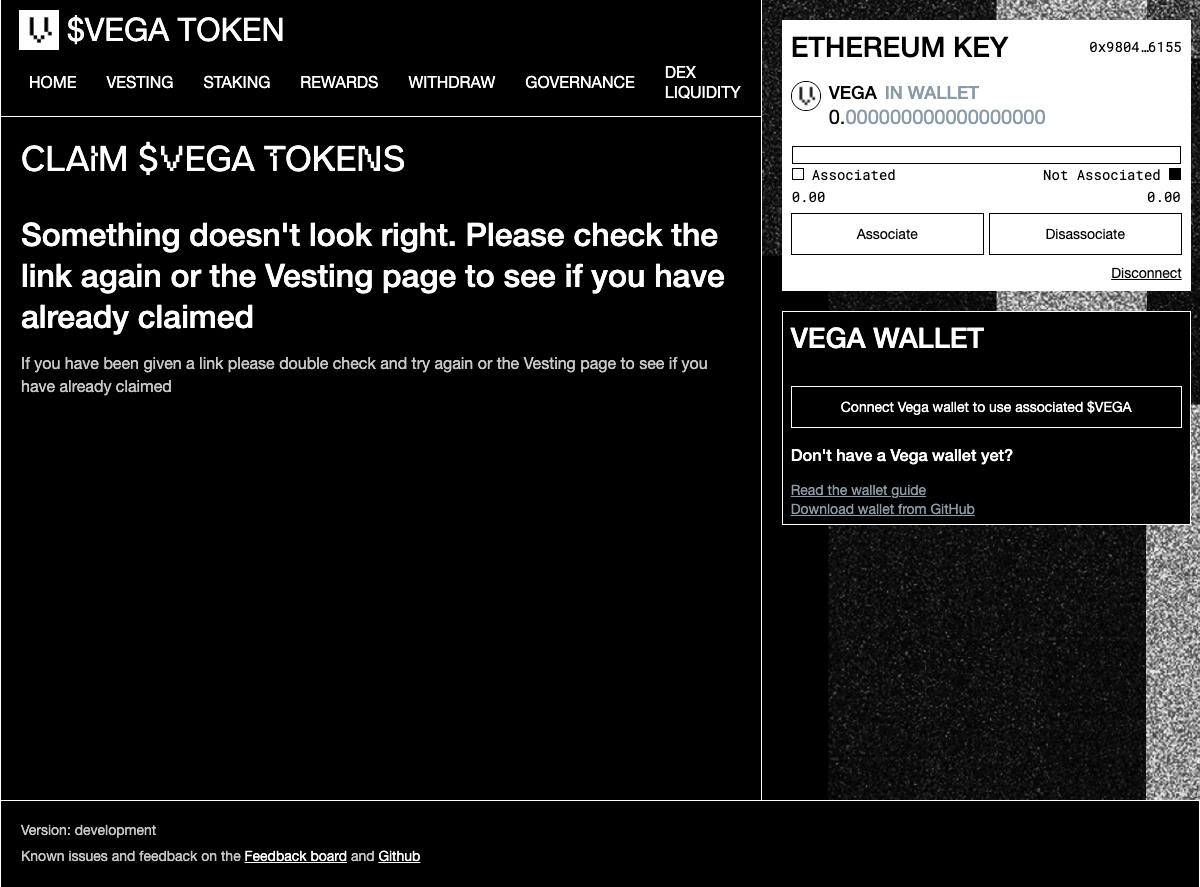 $VEGA TOKEN
HOME VESTING STAKING REWARDS WITHDRAW GOVERNANCE DEX LIQUIDITY
CLAIM $VEGA TOKENS
Something doesn't look right. Please check the
link again or the Vesting page to see if you have
already claimed
If you have been given a link please double check and try again or the Vesting page to see if you
have already claimed
ETHEREUM KEY 0x9804…6155
VEGA IN WALLET
0.000000000000000000
Associated Not Associated
0.00 0.00
Associate Disassociate
Disconnect
VEGA WALLET
Connect Vega wallet to use associated $VEGA
Don't have a Vega wallet yet?
Read the wallet guide
Download wallet from GitHub
Version: development
Known issues and feedback on the Feedback board and Github